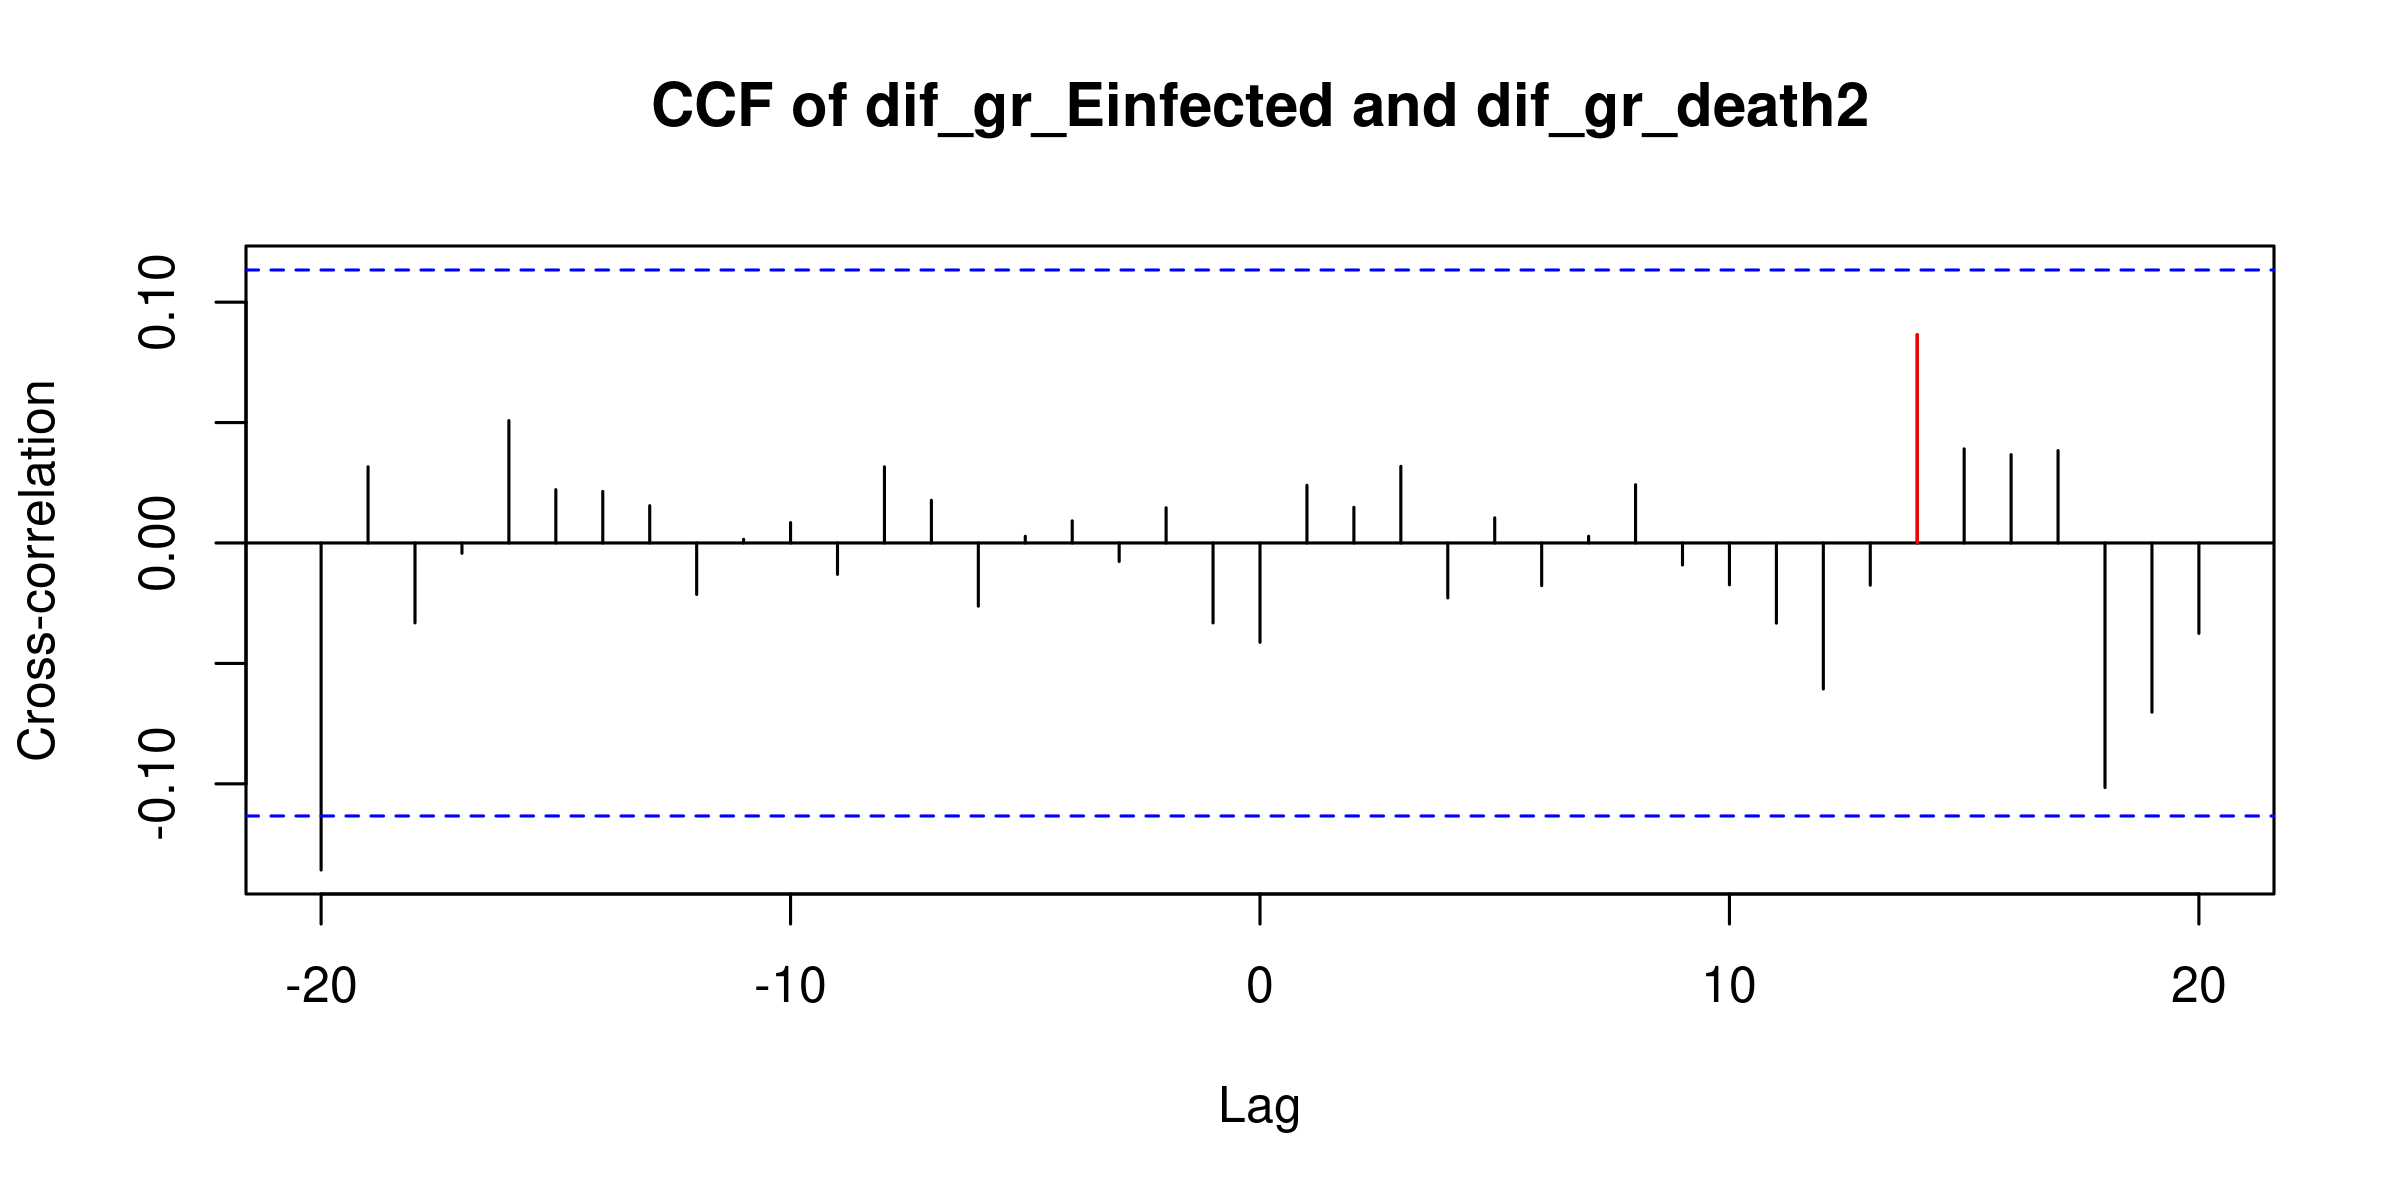 CCF of dif_gr_Einfected and dif_gr_death2
Cross-correlation
0.10
0.00
-0.10
-20
-10
0
10
20
Lag